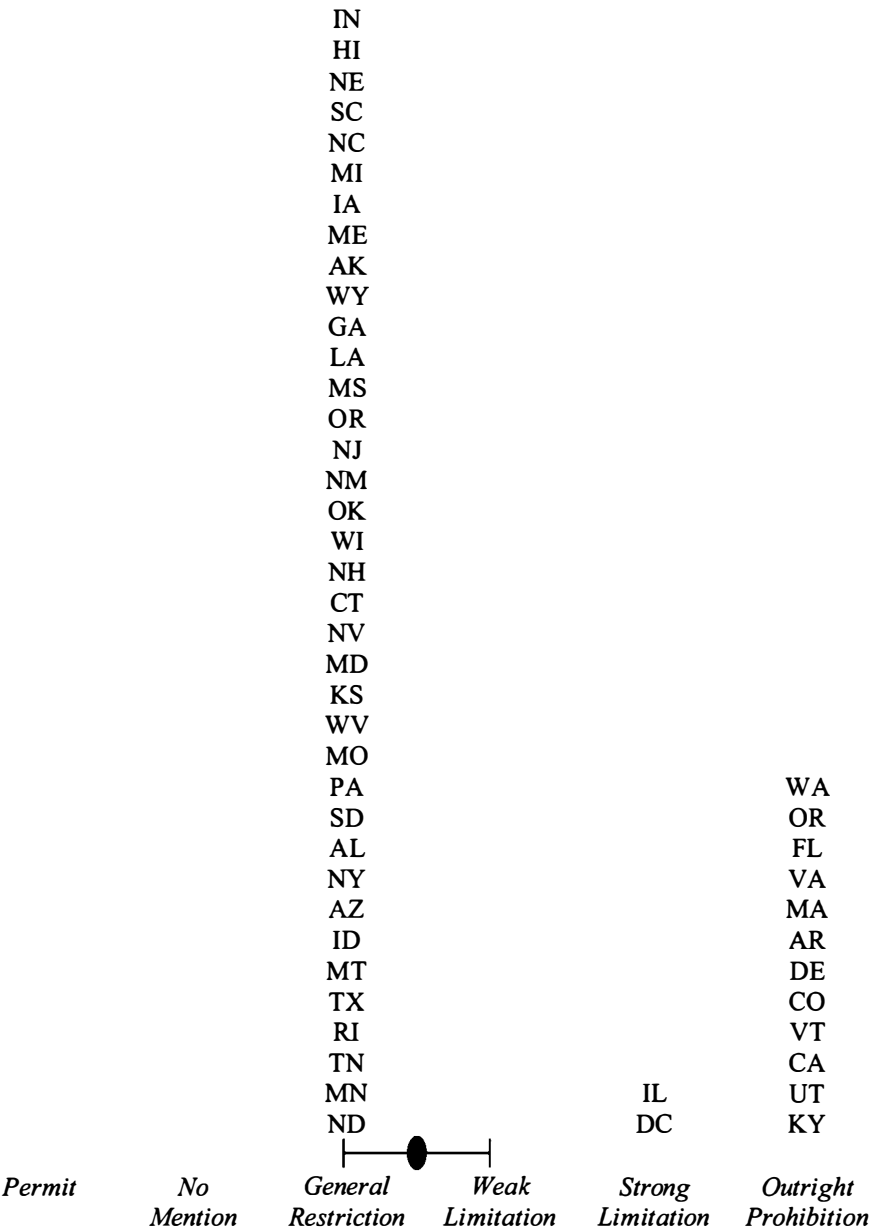 IN
HI
NE
SC
NC
MI
IA
ME
AK
WY
GA
LA
MS
OR
NJ
NM
OK
WI
NH
CT
NV
MD
KS
WV
MO
PA WA
SD OR
AL FL
NY VA
AZ MA
ID AR
MT DE
TX CO
RI VT
TN CA
MN IL UT
ND DC KY
Permit No General Weak Strong Outright
Mention Restriction Limitation Limitation Prohibition